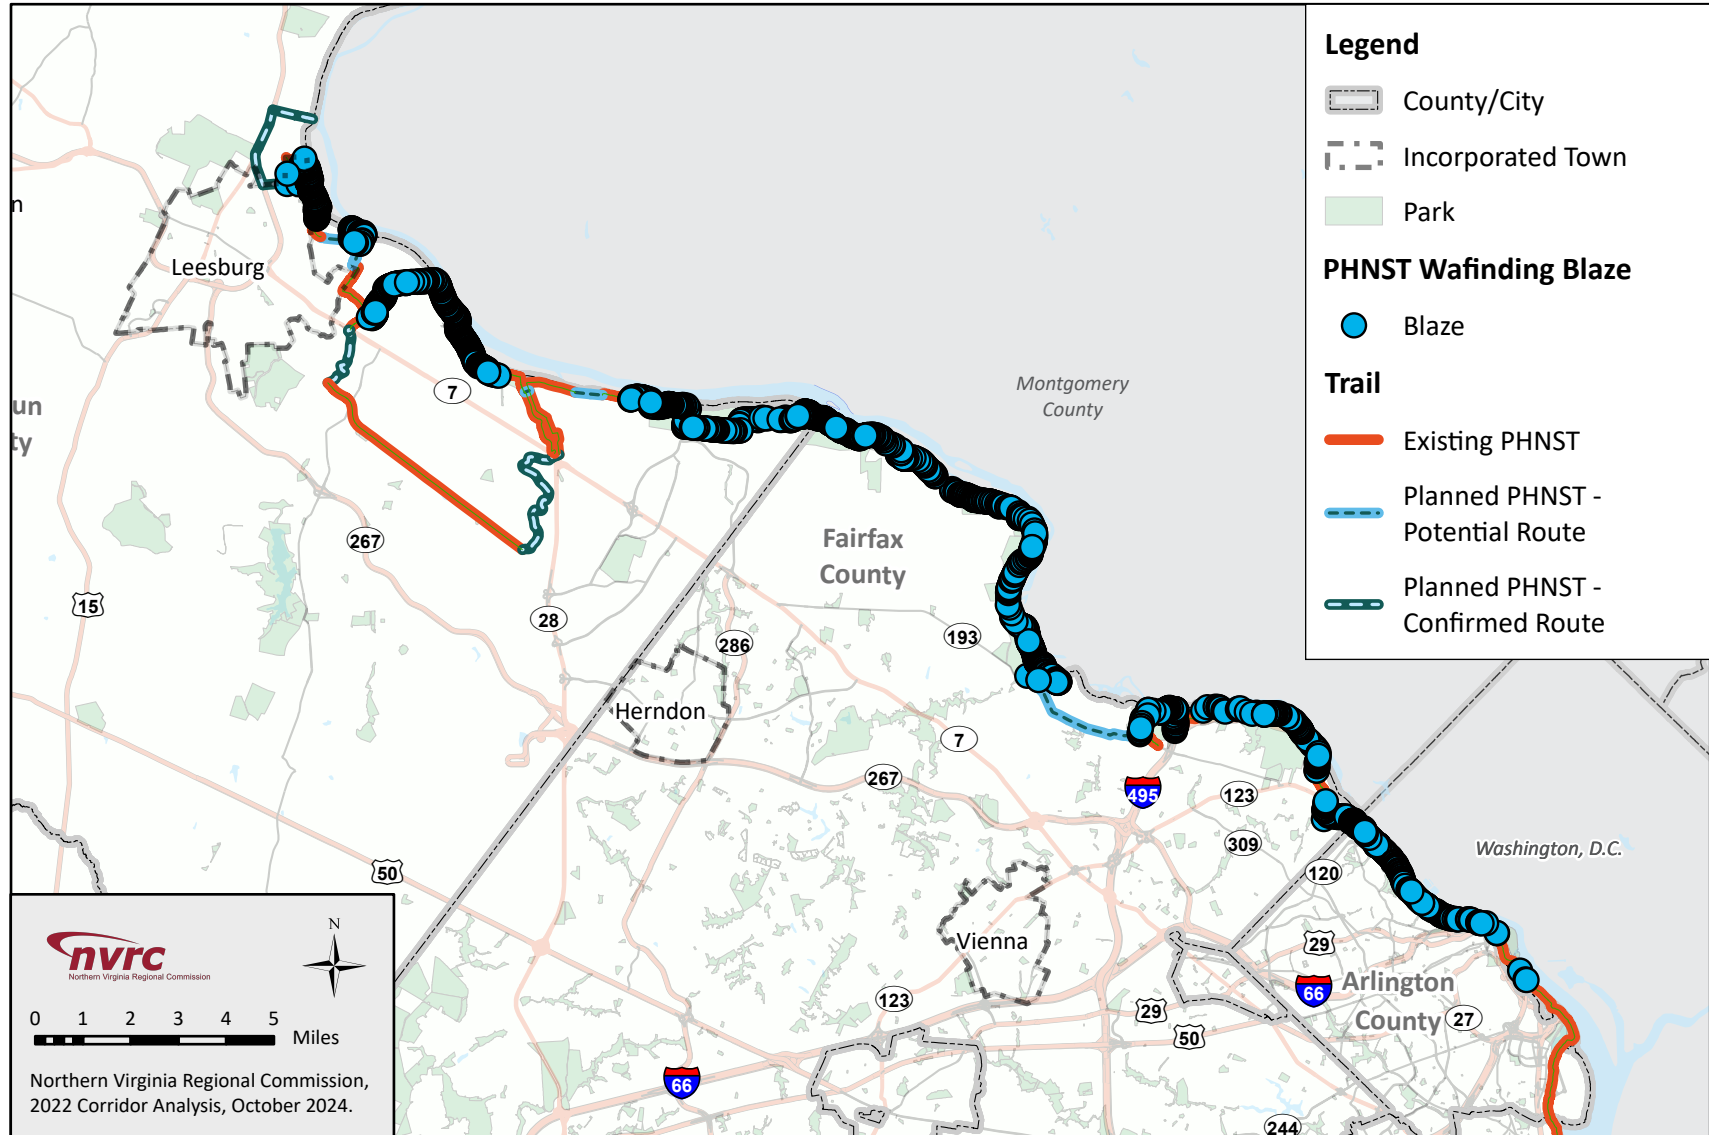 Legend
County/City
Incorporated Town
Park
PHNST Wafinding Blaze
Blaze
Trail
Existing PHNST
Planned PHNST -
Potential Route
Planned PHNST -
Confirmed Route
n
Leesburg
un
ty
7
Montgomery
County
267
15
28
Fairfax
County
193
286
Herndon
7
267
495
123
309
Washington, D.C.
120
50
Vienna
29
66
Arlington
County
27
123
29
50
66
244
nvrc
Northern Virginia Regional Commission
N
0 1 2 3 4 5
Miles
Northern Virginia Regional Commission,
2022 Corridor Analysis, October 2024.